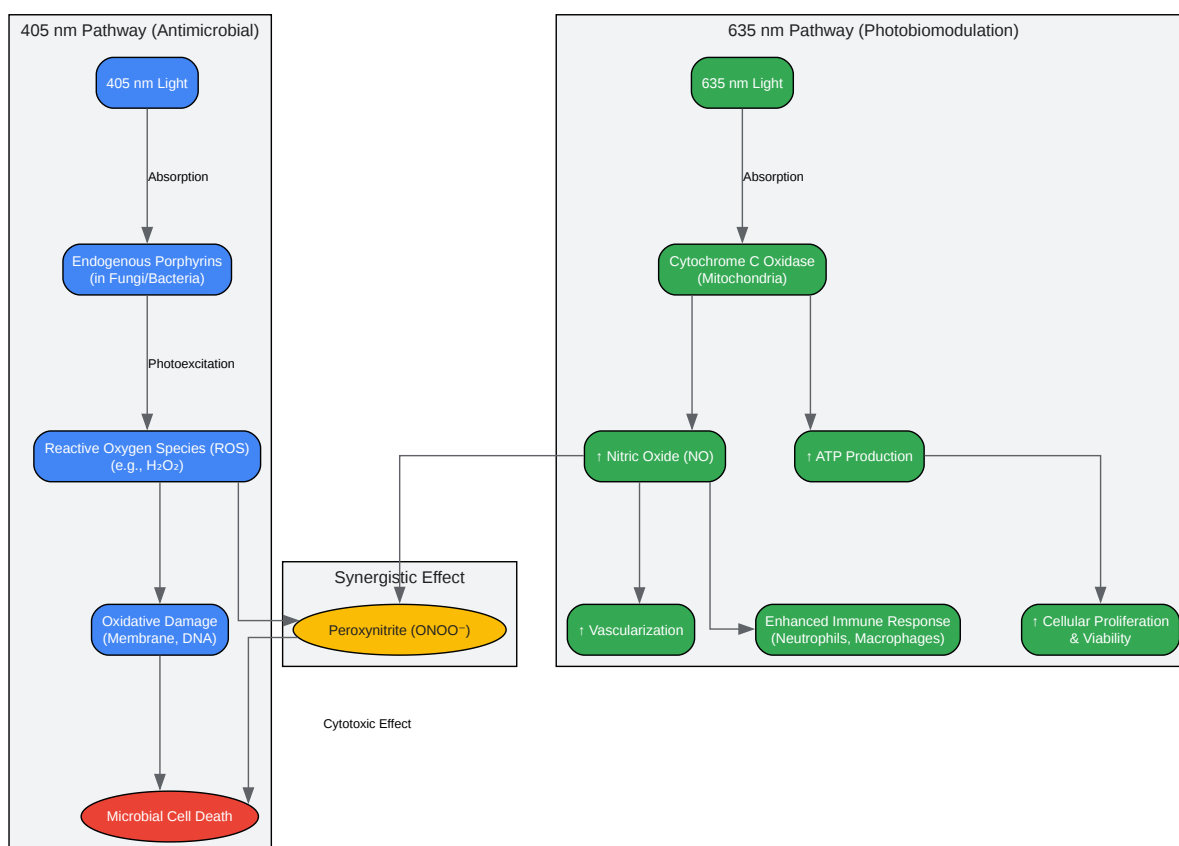 405 nm Pathway (Antimicrobial)
405 nm Light
Absorption
Endogenous Porphyrins
(in Fungi/Bacteria)
Photoexcitation
Reactive Oxygen Species (ROS)
(e.g., H₂O₂)
Oxidative Damage
(Membrane, DNA)
Microbial Cell Death
Synergistic Effect
Peroxynitrite (ONOO⁻)
Cytotoxic Effect
635 nm Pathway (Photobiomodulation)
635 nm Light
Absorption
Cytochrome C Oxidase
(Mitochondria)
↑ Nitric Oxide (NO)
↑ ATP Production
↑ Vascularization
Enhanced Immune Response
(Neutrophils, Macrophages)
↑ Cellular Proliferation
& Viability